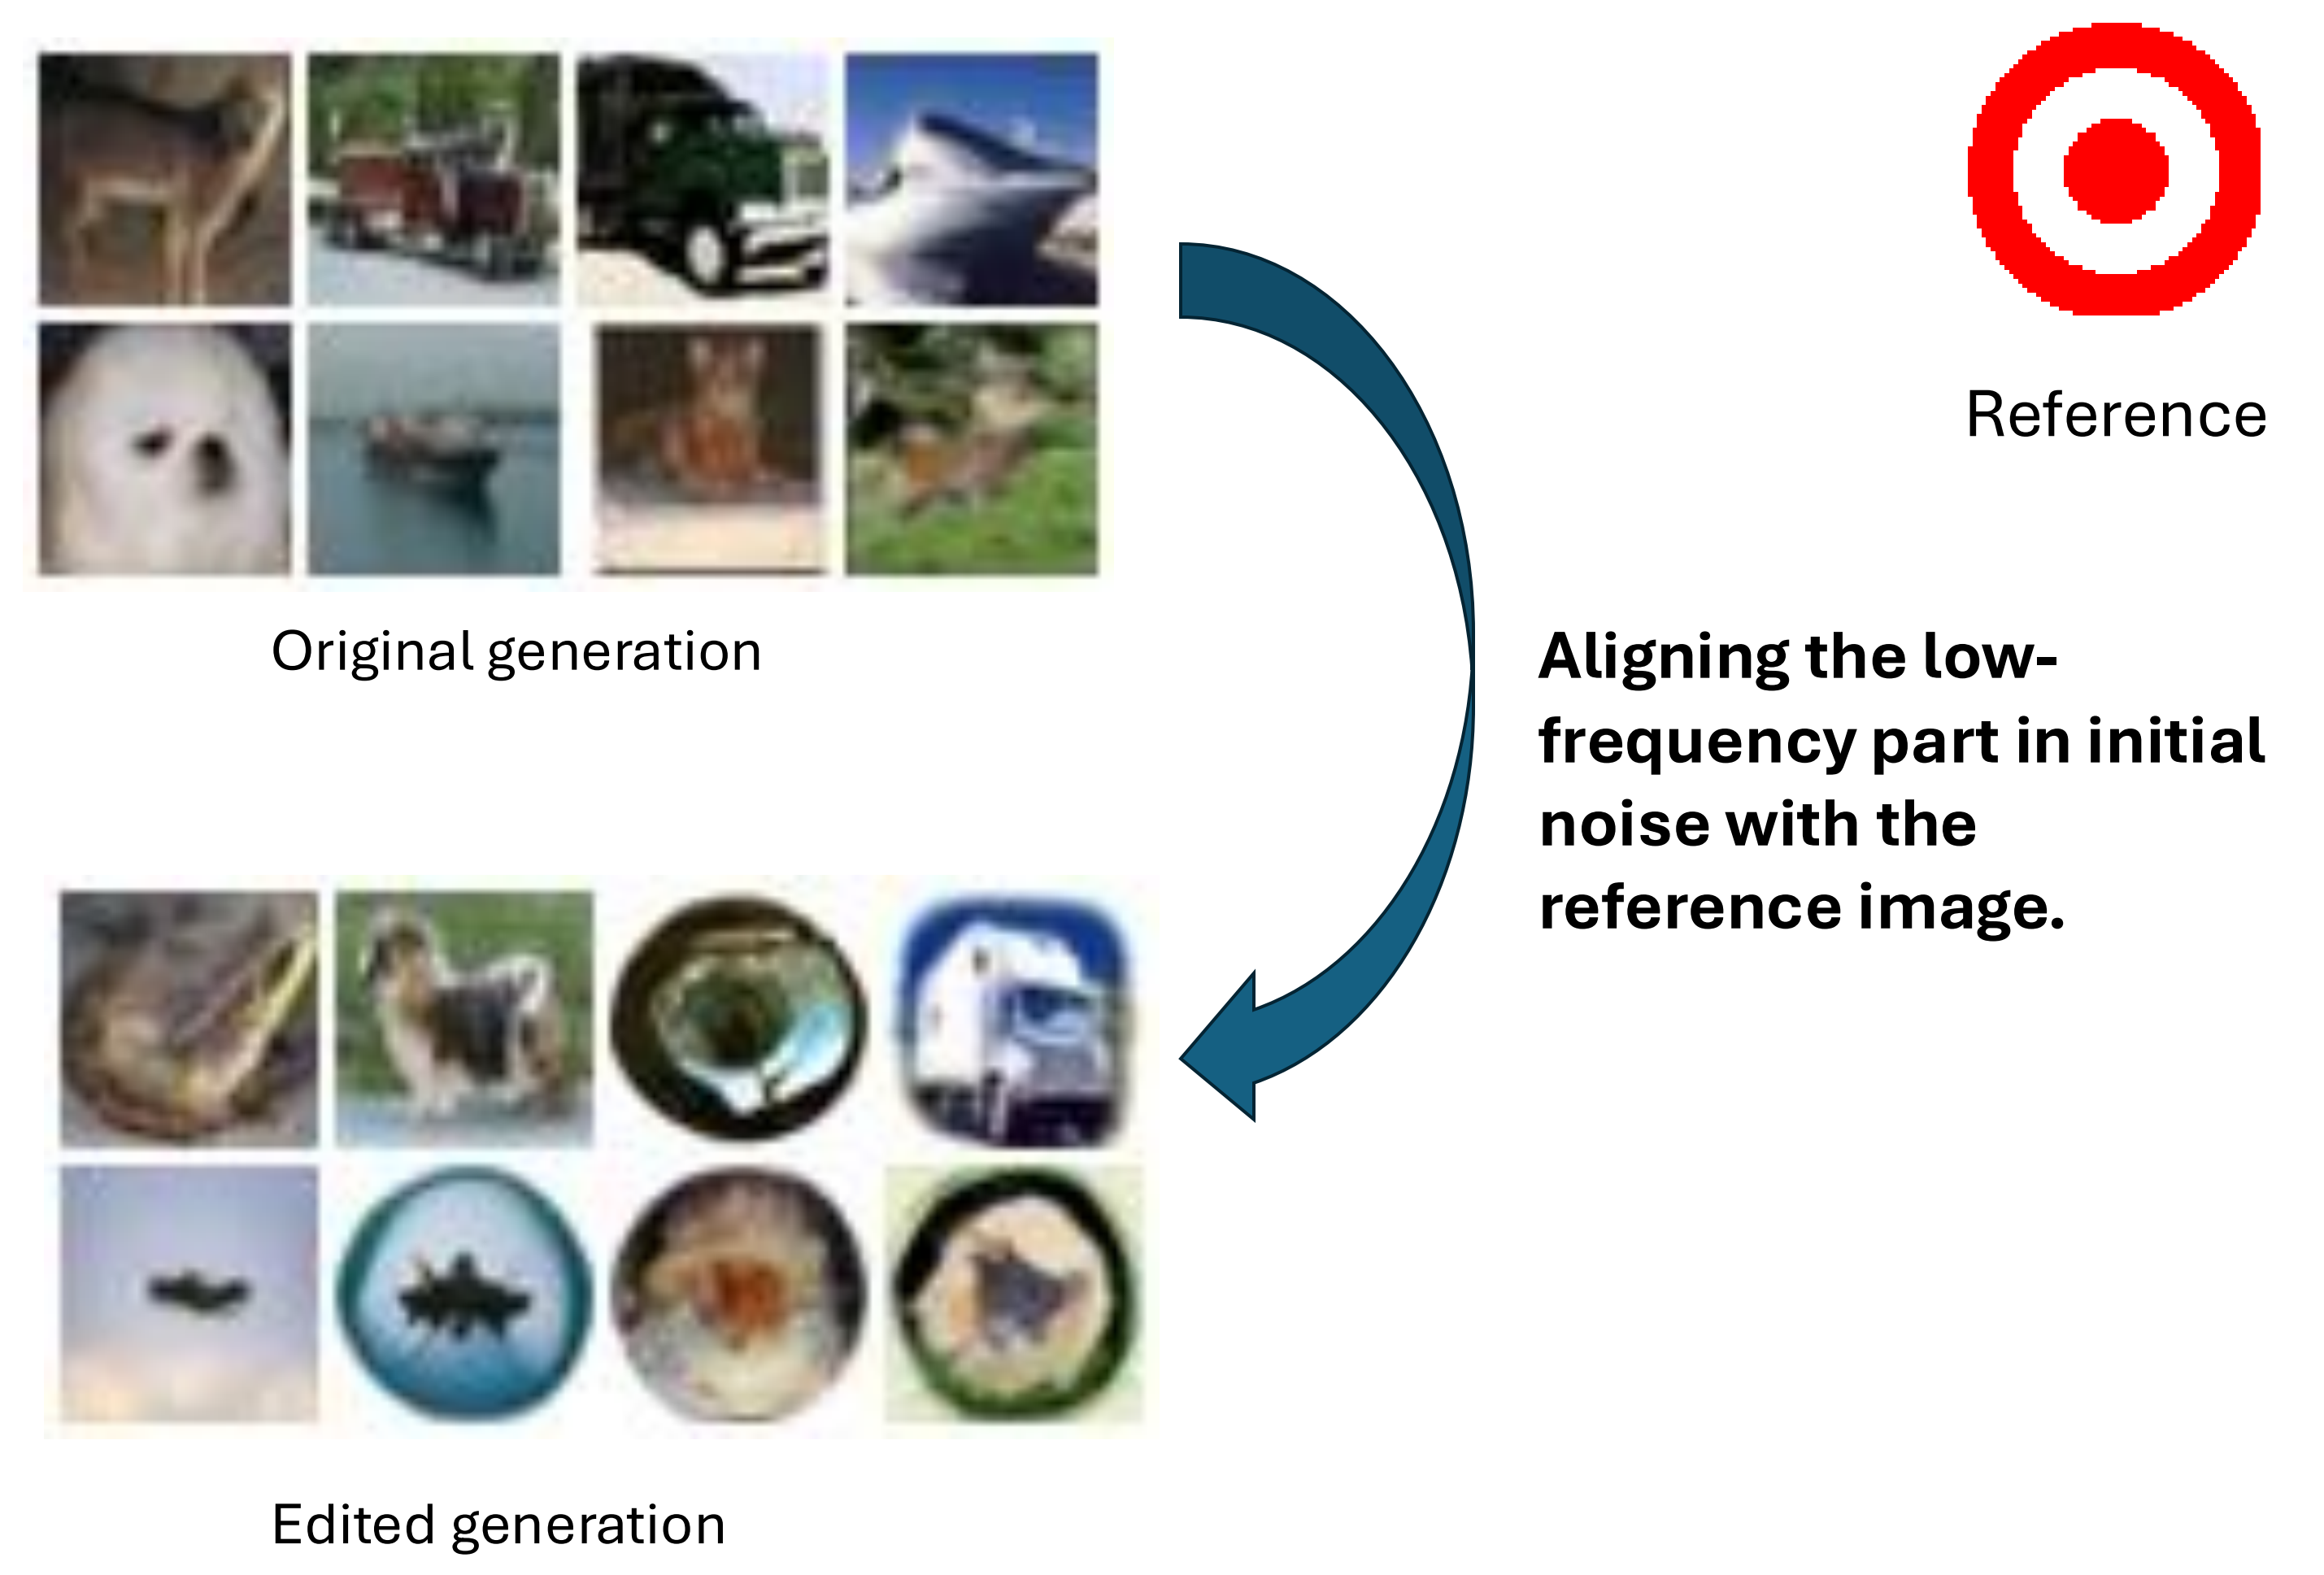 Reference
Original generation
Aligning the low-
frequency part in initial
noise with the
reference image.
Edited generation